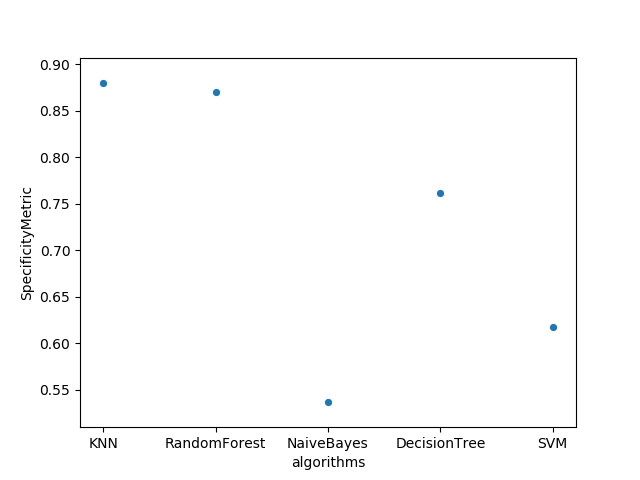 0.90
0.85
0.80
0.75
0.70
0.65
0.60
0.55
SpecificityMetric
KNN RandomForest NaiveBayes DecisionTree SVM
algorithms